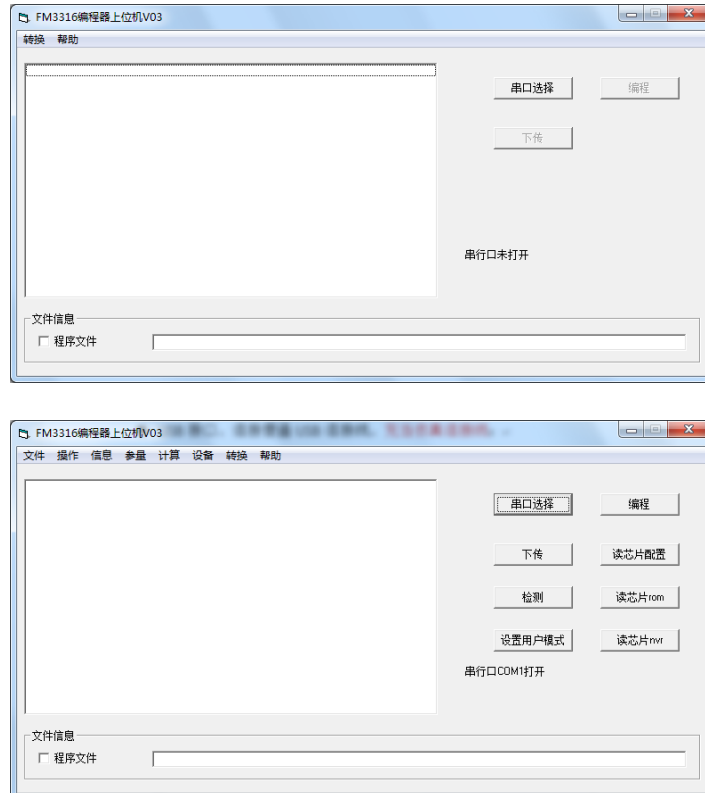 FM3316编程器上位机V03
转换 帮助
串口选择 编程
下传
串行口未打开
文件信息
程序文件
FM3316编程器上位机V03
文件 操作 信息 参量 计算 设备 转换 帮助
串口选择 编程
下传 读芯片配置
检测 读芯片rom
设置用户模式 读芯片nvr
串行口COM1打开
文件信息
程序文件